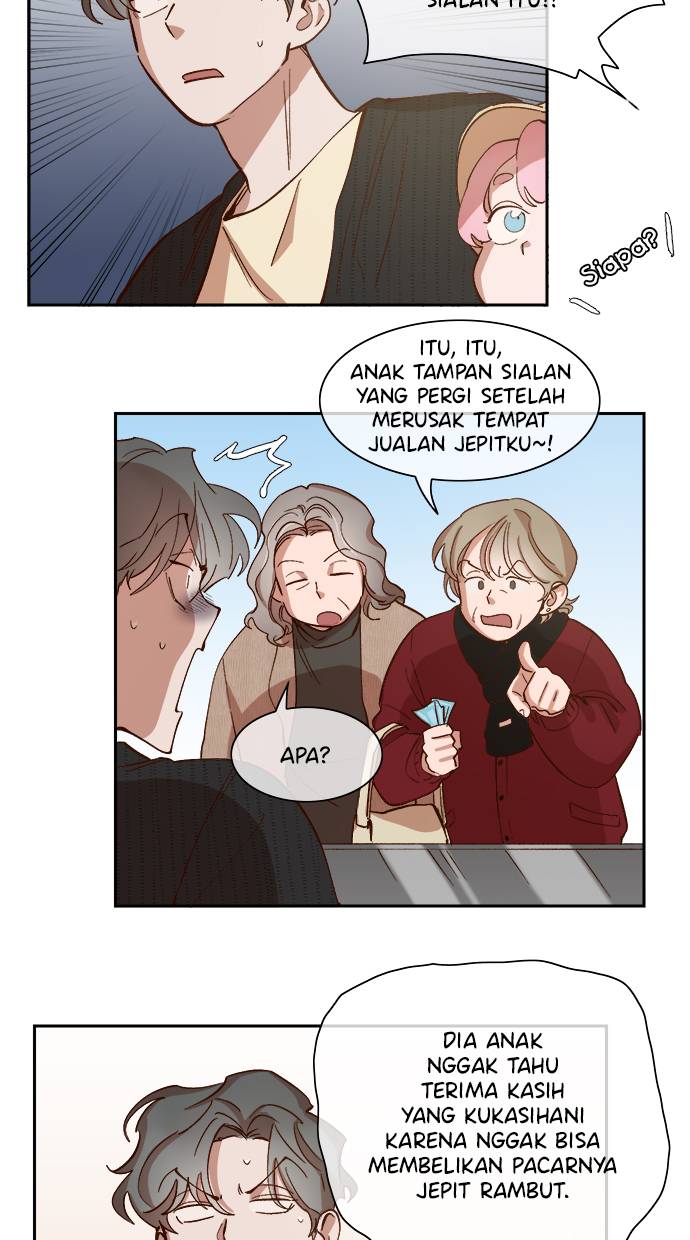 SIALAN ITU?!
Siapa?
ITU, ITU,
ANAK TAMPAN SIALAN
YANG PERGI SETELAH
MERUSAK TEMPAT
JUALAN JEPITKU~!
APA?
DIA ANAK
NGGAK TAHU
TERIMA KASIH
YANG KUKASIHANI
KARENA NGGAK BISA
MEMBELIKAN PACARNYA
JEPIT RAMBUT.